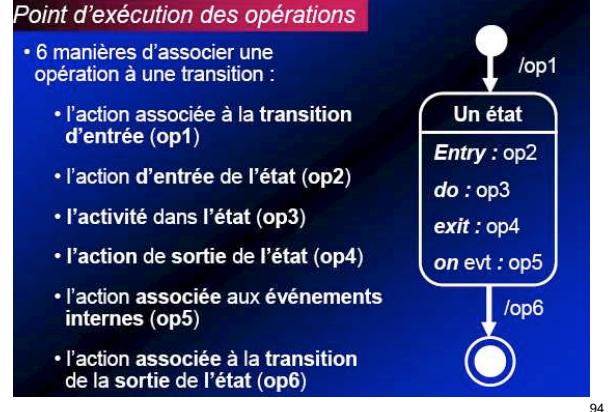 Point d'exécution des opérations
• 6 manières d'associer une
opération à une transition :
• l'action associée à la transition
d'entrée (op1)
• l'action d'entrée de l'état (op2)
• l'activité dans l'état (op3)
• l'action de sortie de l'état (op4)
• l'action associée aux événements
internes (op5)
• l'action associée à la transition
de la sortie de l'état (op6)
/op1
Un état
Entry : op2
do : op3
exit : op4
on evt : op5
/op6
94